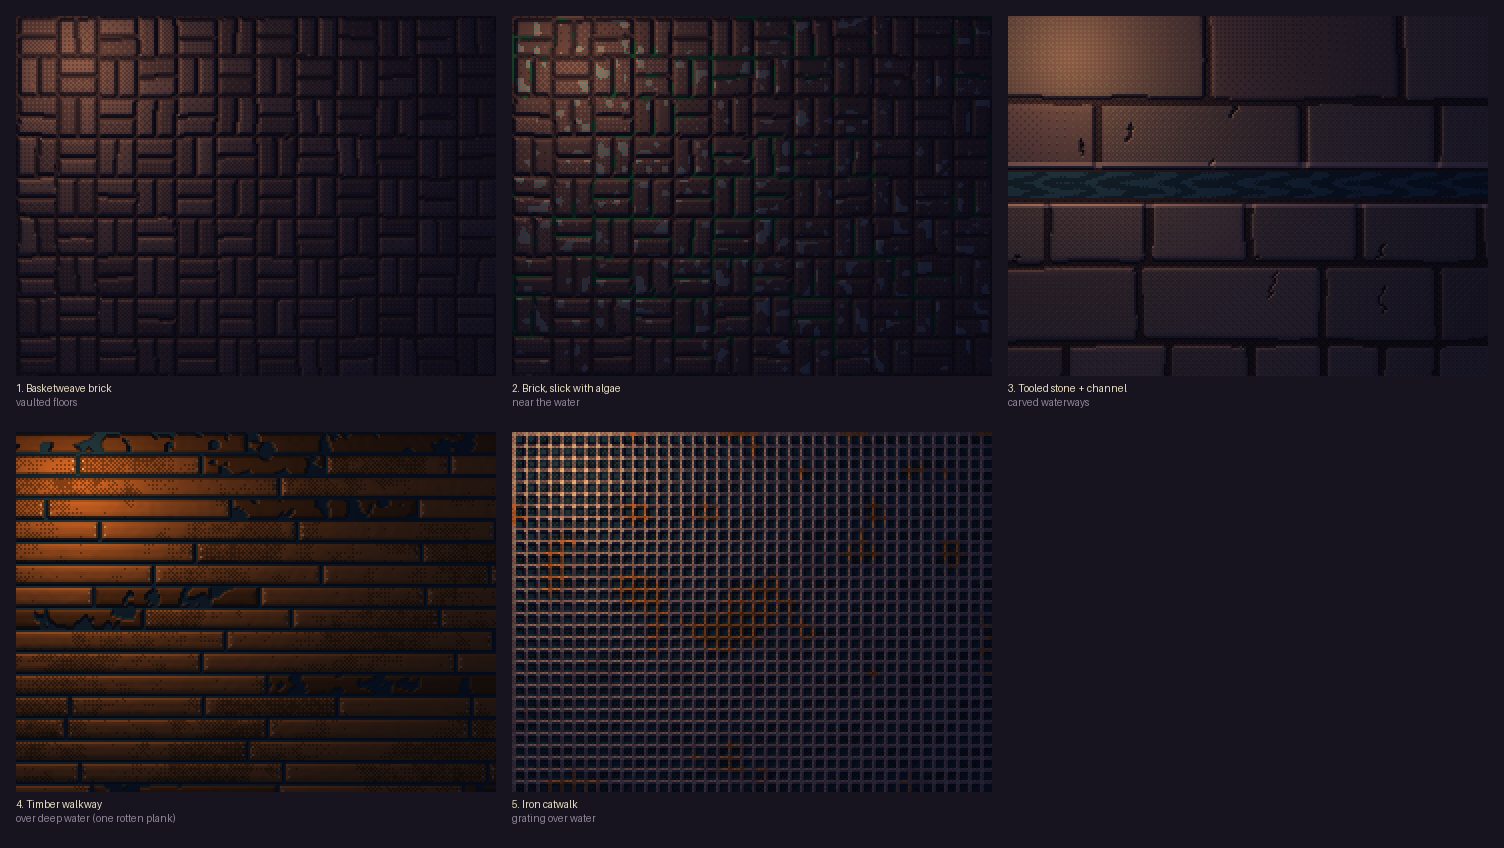 1. Basketweave brick
vaulted floors
2. Brick, slick with algae
near the water
3. Tooled stone + channel
carved waterways
4. Timber walkway
over deep water (one rotten plank)
5. Iron catwalk
grating over water